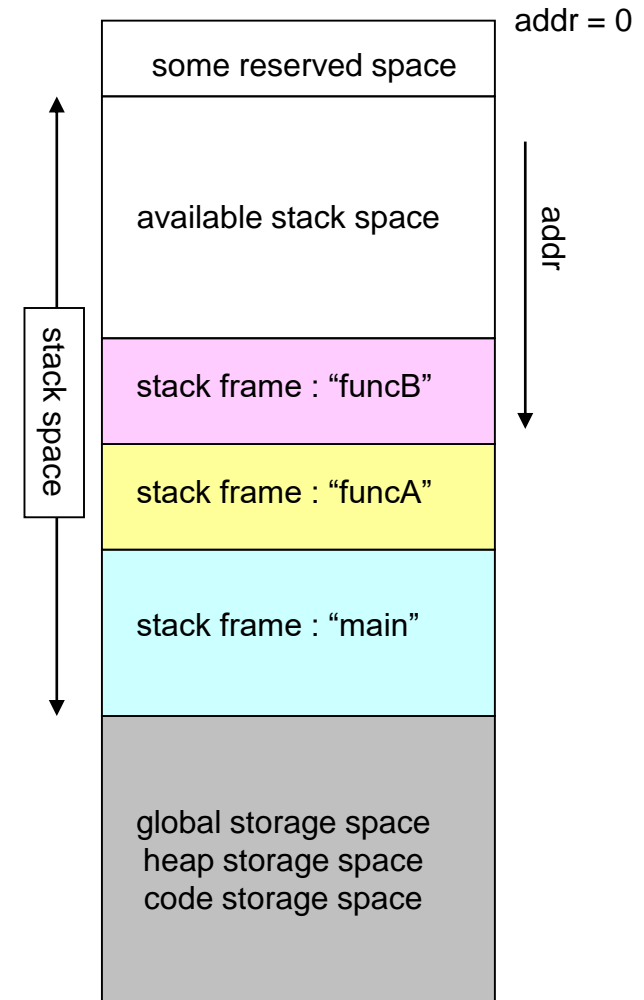 addr = 0
some reserved space
available stack space
addr
stack space
stack frame : “funcB”
stack frame : “funcA”
stack frame : “main”
global storage space
heap storage space
code storage space